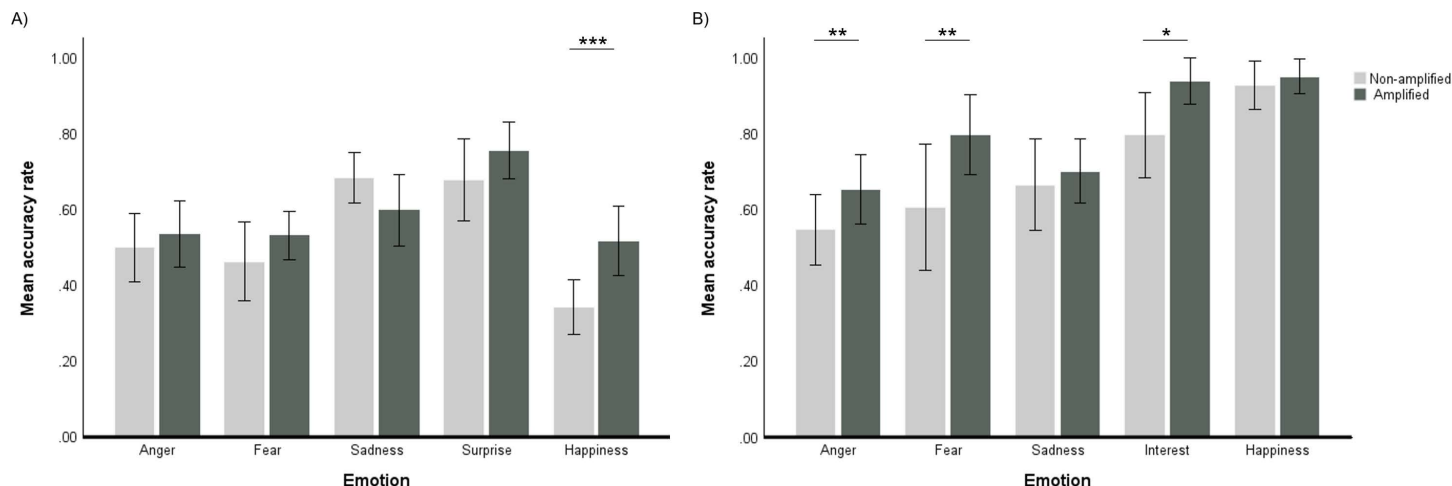 A)
***
1.00
.80
.60
.40
.20
.00
Mean accuracy rate
Anger Fear Sadness Surprise Happiness
Emotion
B)
** ** *
1.00
.80
.60
.40
.20
.00
Mean accuracy rate
Anger Fear Sadness Interest Happiness
Emotion
Non-amplified
Amplified